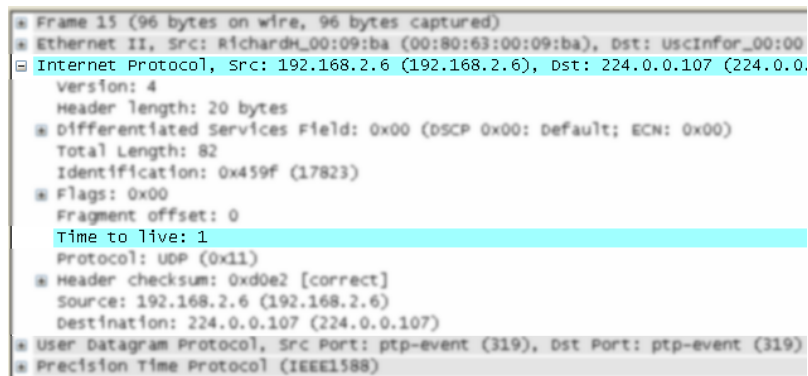 Frame 15 (96 bytes on wire, 96 bytes captured)
Ethernet II, Src: RichardH_00:09:ba (00:80:63:00:09:ba), Dst: UscInfor_00:00
Internet Protocol, Src: 192.168.2.6 (192.168.2.6), Dst: 224.0.0.107 (224.0.0.
Version: 4
Header length: 20 bytes
Differentiated Services Field: 0x00 (DSCP 0x00: Default; ECN: 0x00)
Total Length: 82
Identification: 0x459f (17823)
Flags: 0x00
Fragment offset: 0
Time to live: 1
Protocol: UDP (0x11)
Header checksum: 0xd0e2 [correct]
Source: 192.168.2.6 (192.168.2.6)
Destination: 224.0.0.107 (224.0.0.107)
User Datagram Protocol, Src Port: ptp-event (319), Dst Port: ptp-event (319)
Precision Time Protocol (IEEE1588)